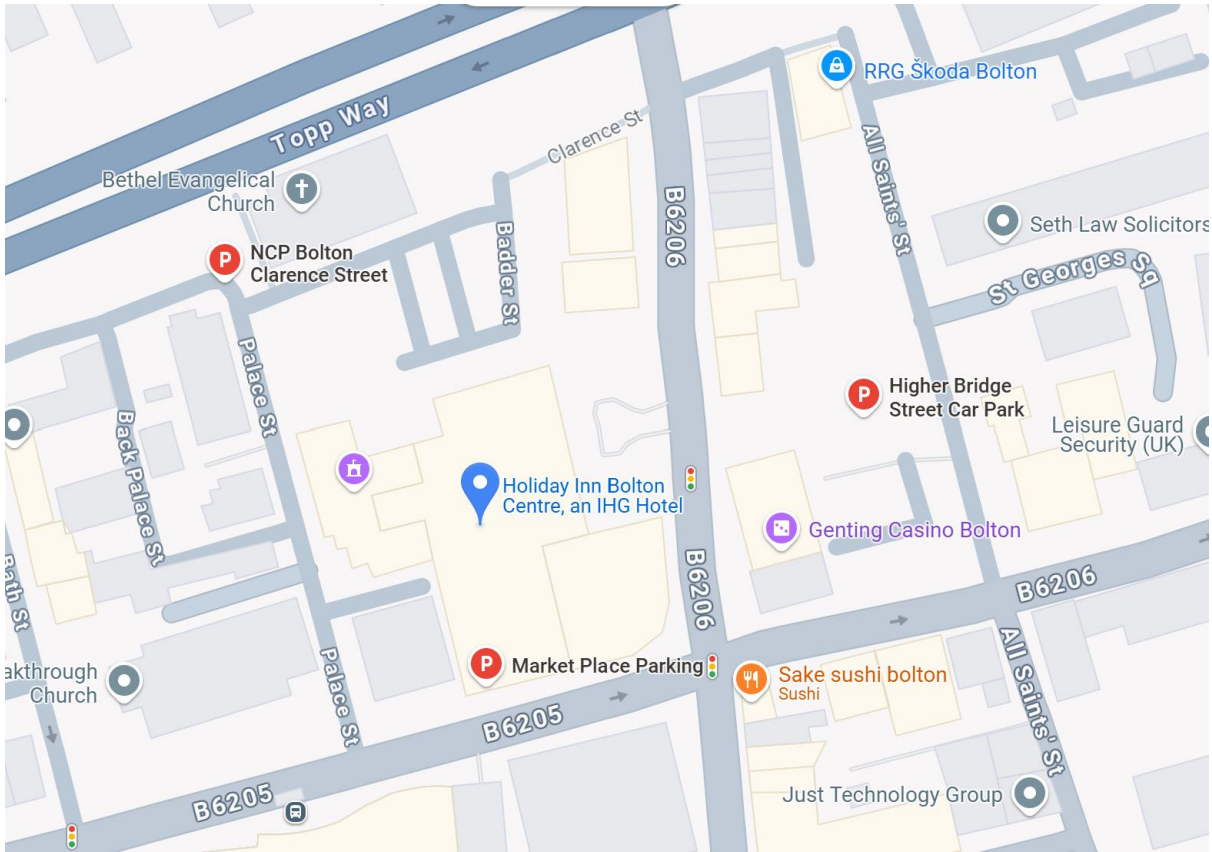 Topp Way
Clarence St
RRG Škoda Bolton
Bethel Evangelical
Church
All Saints' St
B6206
Seth Law Solicitors
NCP Bolton
Clarence Street
Badder St
St Georges Sq
Palace St
Higher Bridge
Street Car Park
Back Palace St
Leisure Guard
Security (UK)
Holiday Inn Bolton
Centre, an IHG Hotel
Genting Casino Bolton
Bath St
B6206
B6206
akthrough
Church
P
P
P
Market Place Parking
Sake sushi bolton
Sushi
All Saints' St
Palace St
B6205
B6205
Just Technology Group